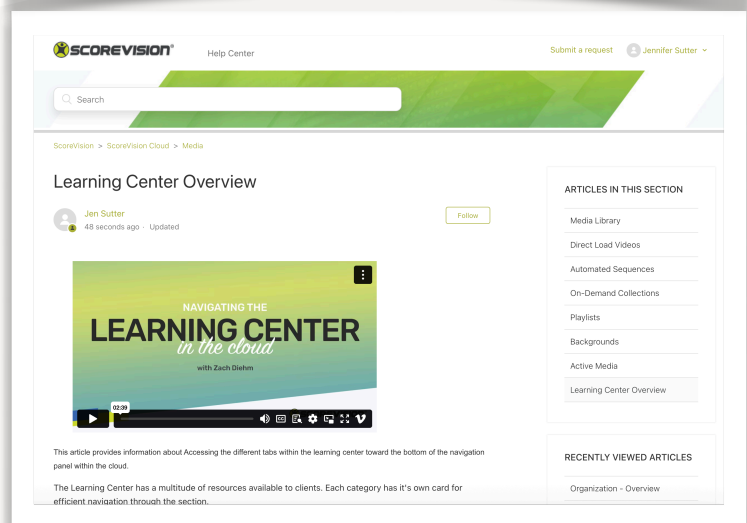 SCOREVISION®
Help Center
Submit a request
Jennifer Sutter
Search
ScoreVision > ScoreVision Cloud > Media
Learning Center Overview
Jen Sutter
48 seconds ago · Updated
Follow
NAVIGATING THE
LEARNING CENTER
in the cloud
with Zach Diehm
02:39
CC
This article provides information about Accessing the different tabs within the learning center toward the bottom of the navigation
panel within the cloud.
The Learning Center has a multitude of resources available to clients. Each category has it's own card for
efficient navigation through the section.
ARTICLES IN THIS SECTION
Media Library
Direct Load Videos
Automated Sequences
On-Demand Collections
Playlists
Backgrounds
Active Media
Learning Center Overview
RECENTLY VIEWED ARTICLES
Organization - Overview